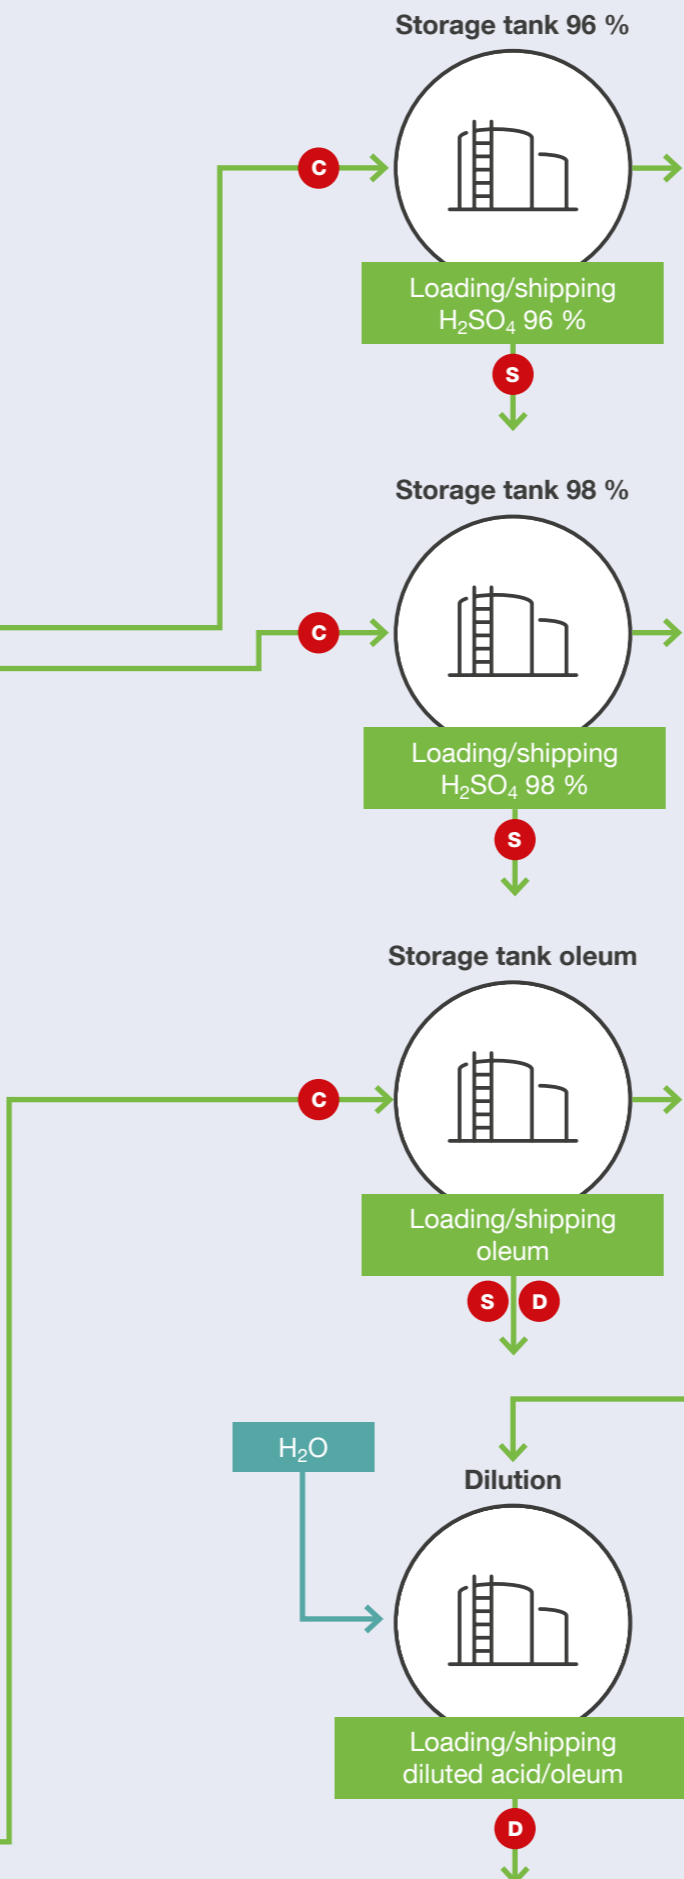 Storage tank 96 %
C
Loading/shipping
H₂SO₄ 96 %
S
Storage tank 98 %
C
Loading/shipping
H₂SO₄ 98 %
S
Storage tank oleum
C
Loading/shipping
oleum
S D
H₂O
Dilution
Loading/shipping
diluted acid/oleum
D